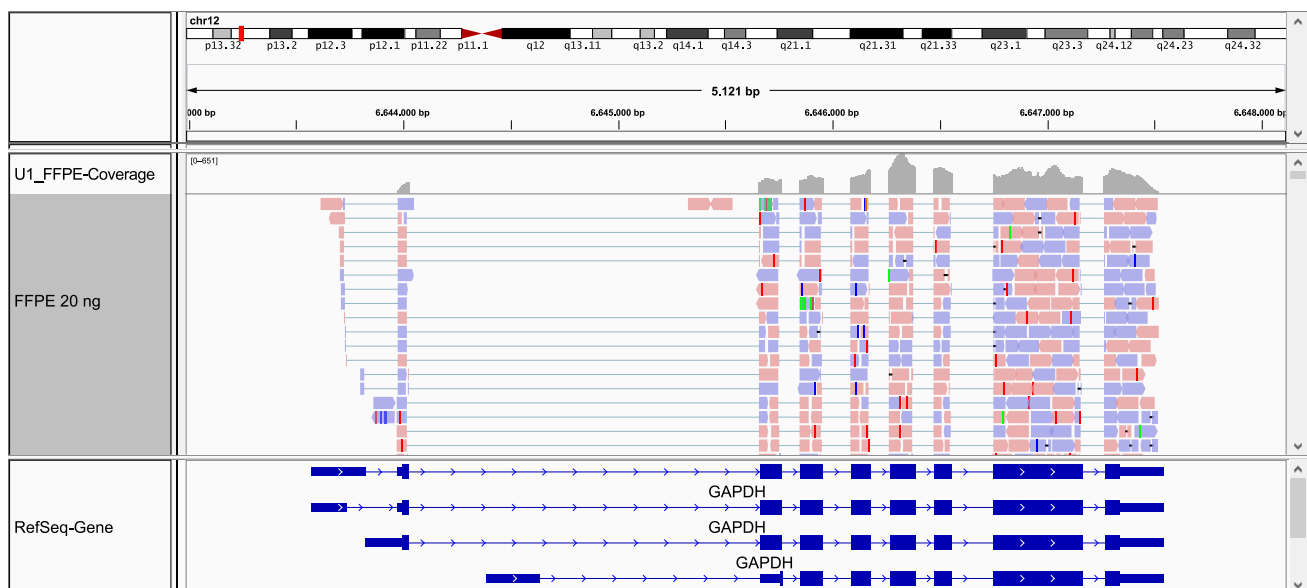 chr12
p13.32 p13.2 p12.3 p12.1 p11.22 p11.1 q12 q13.11 q13.2 q14.1 q14.3 q21.1 q21.31 q21.33 q23.1 q23.3 q24.12 q24.23 q24.32
5.121 bp
000 bp 6.644.000 bp 6.645.000 bp 6.646.000 bp 6.647.000 bp 6.648.000 bp
[0–651]
U1_FFPE-Coverage
FFPE 20 ng
GAPDH
RefSeq-Gene
GAPDH
GAPDH